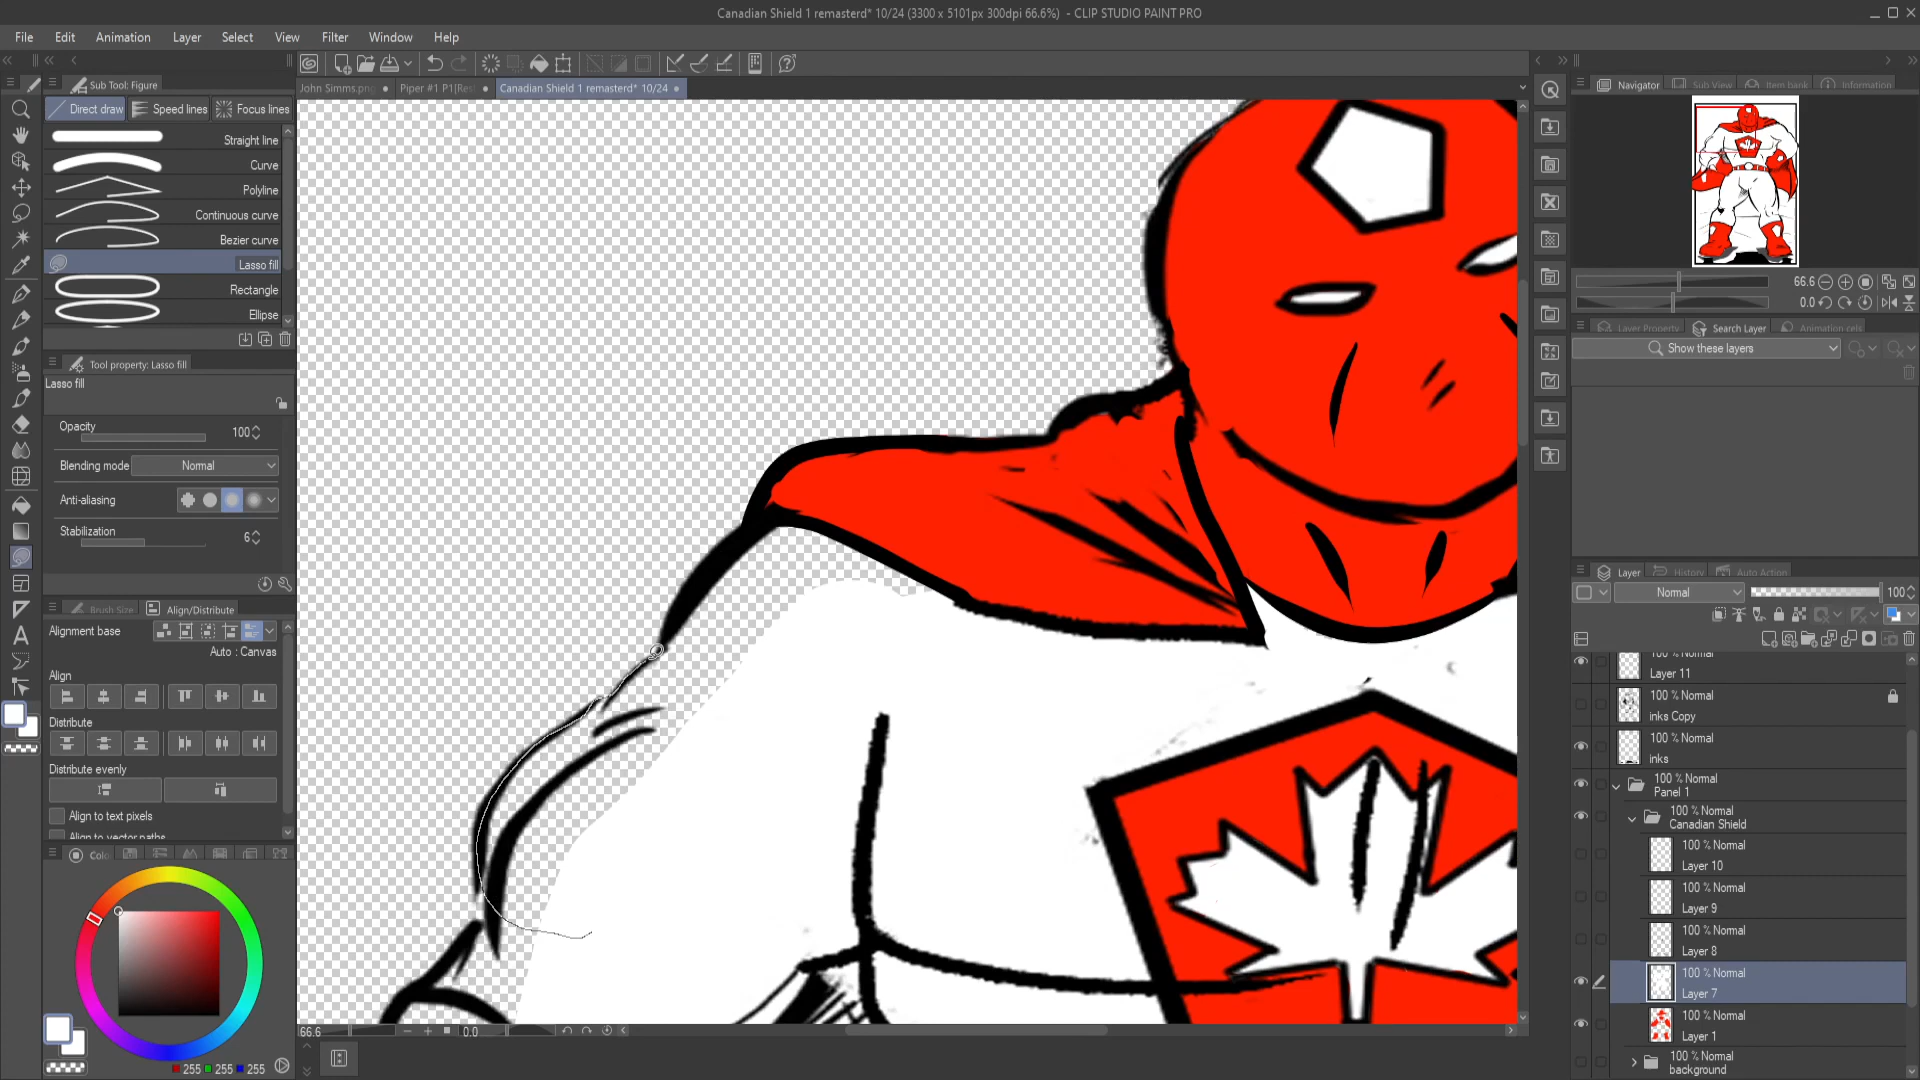 Canadian Shield 1 remasterd* 10/24 (3300 x 5101px 300dpi 66.6%) - CLIP STUDIO PAINT PRO
File Edit Animation Layer Select View Filter Window Help
Sub Tool: Figure
Direct draw Speed lines Focus lines
John Simms.png Piper #1 P1[Re Canadian Shield 1 remasterd* 10/24
Straight line
Curve
Polyline
Continuous curve
Bezier curve
Lasso fill
Rectangle
Ellipse
Tool property: Lasso fill
Lasso fill
Opacity 100
Blending mode Normal
Anti-aliasing
Stabilization 6
Brush Size Align/Distribute
Alignment base
Auto : Canvas
Align
Distribute
Distribute evenly
Align to text pixels
Align to vector paths
Colo
255 255 255
66.6 0.0
Navigator Sub View Item bank Information
66.6
0.0
Layer Property Search Layer Animation cels
Show these layers
Layer History Auto Action
Normal 100
100 % Normal
Layer 11
100 % Normal
inks Copy
100 % Normal
inks
100 % Normal
Panel 1
100 % Normal
Canadian Shield
100 % Normal
Layer 10
100 % Normal
Layer 9
100 % Normal
Layer 8
100 % Normal
Layer 7
100 % Normal
Layer 1
100 % Normal
background